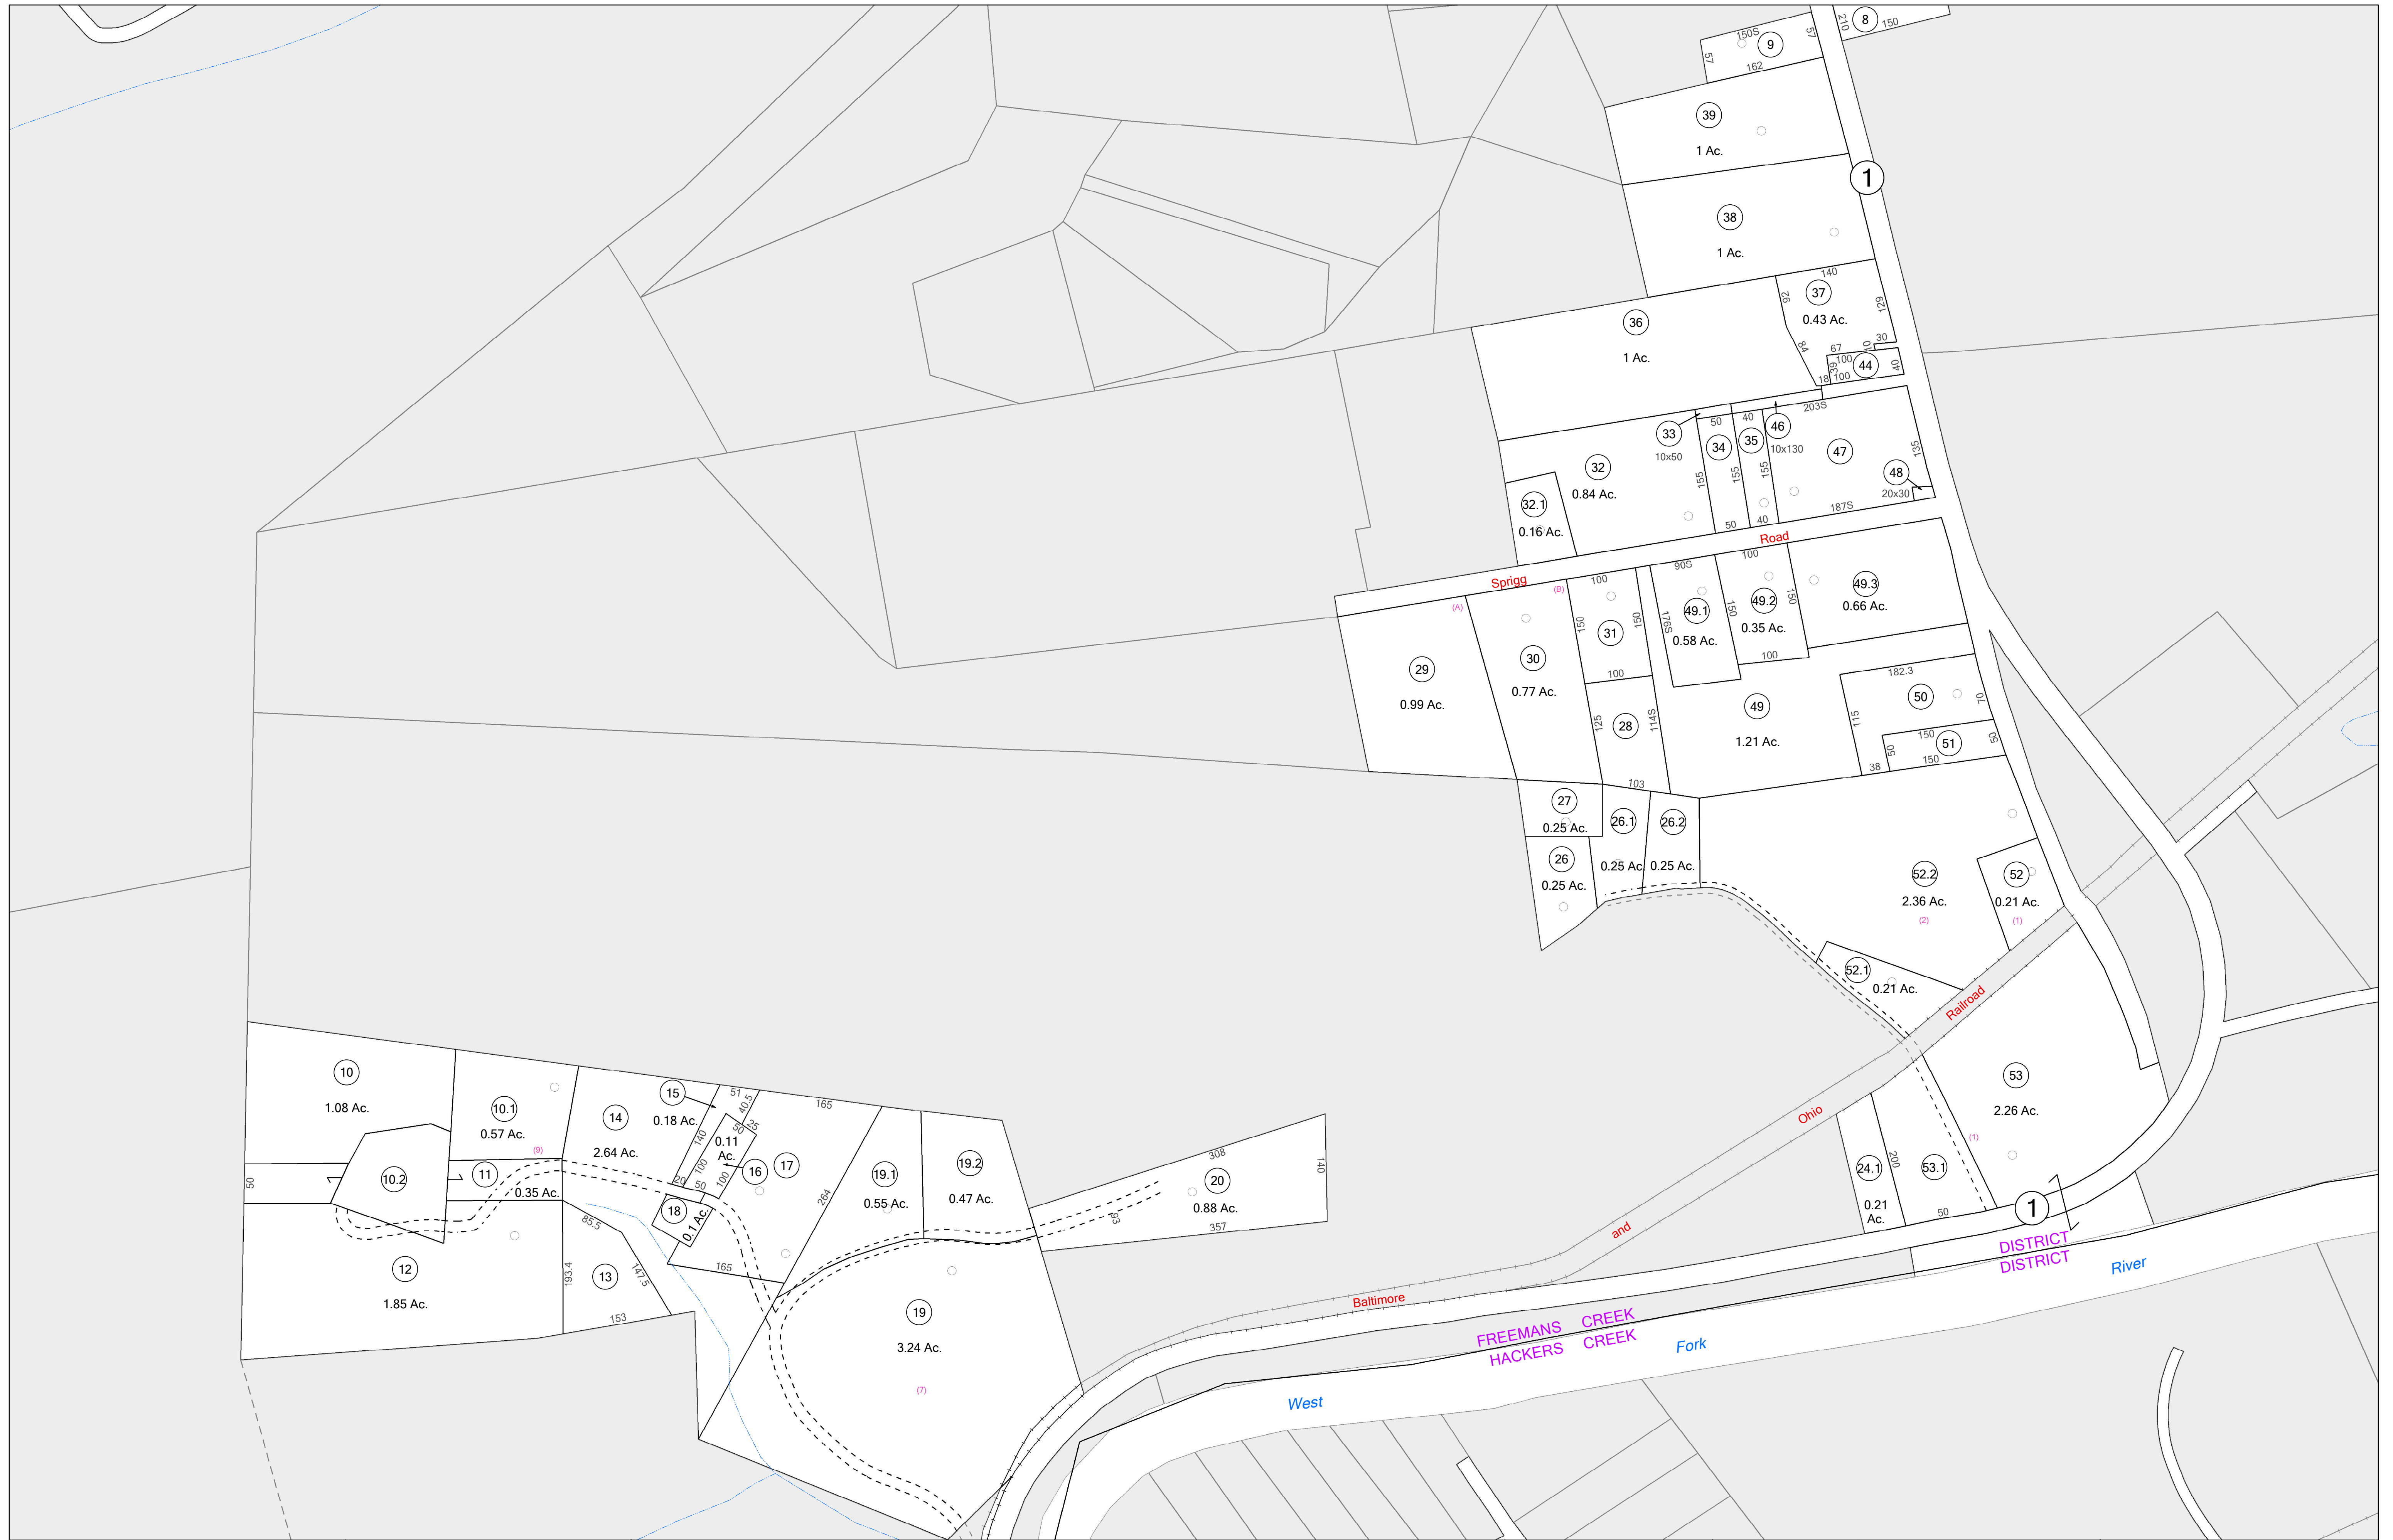 8
210
150
150S
9
57
57
162
39
1 Ac.
1
38
1 Ac.
140
37
92
129
0.43 Ac.
36
1 Ac.
84
30
67
10
100
39
44
40
18
100
203S
33
10x50
50
34
40
35
46
10x130
47
135
48
20x30
155
155
155
187S
50
40
32
0.84 Ac.
32.1
0.16 Ac.
Sprigg Road
(A)
(B)
100
90S
100
29
0.99 Ac.
30
0.77 Ac.
150
31
150
100
176S
49.1
0.58 Ac.
150
49.2
0.35 Ac.
150
100
49.3
0.66 Ac.
125
28
114S
103
49
1.21 Ac.
182.3
115
50
70
150
51
50
50
38
150
27
0.25 Ac.
26
0.25 Ac.
26.1
0.25 Ac.
26.2
0.25 Ac.
52.2
2.36 Ac.
(2)
52
0.21 Ac.
(1)
52.1
0.21 Ac.
Baltimore and Ohio Railroad
53
2.26 Ac.
(1)
24.1
0.21
Ac.
200
53.1
50
1
10
1.08 Ac.
10.1
0.57 Ac.
(9)
10.2
11
0.35 Ac.
50
12
1.85 Ac.
14
2.64 Ac.
15
0.18 Ac.
51
40.5
165
140
50
25
0.11
Ac.
100
16
100
17
20
50
18
0.1 Ac.
85.5
193.4
13
147.5
153
165
264
19.1
0.55 Ac.
19.2
0.47 Ac.
308
20
0.88 Ac.
140
93
357
19
3.24 Ac.
(7)
FREEMANS CREEK DISTRICT
HACKERS CREEK DISTRICT
West Fork River